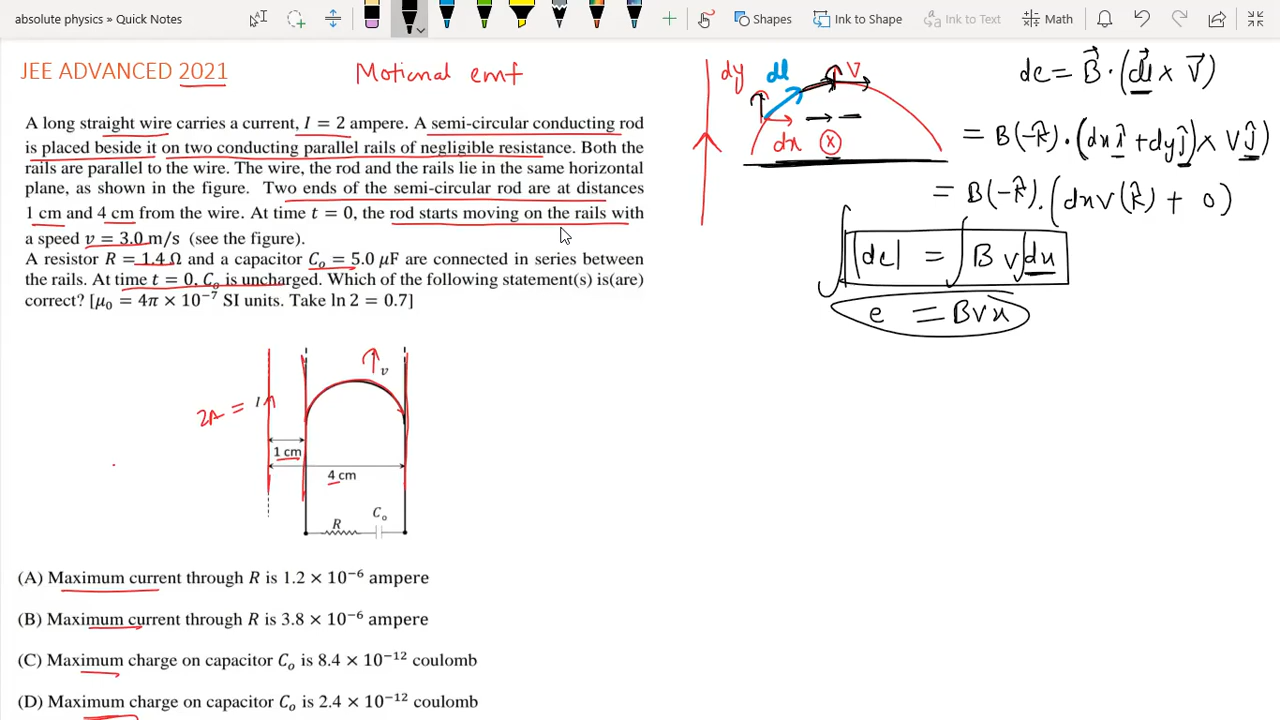 absolute physics » Quick Notes
Shapes
Ink to Shape
Ink to Text
Math
JEE ADVANCED 2021
Motional emf
A long straight wire carries a current, I = 2 ampere. A semi-circular conducting rod
is placed beside it on two conducting parallel rails of negligible resistance. Both the
rails are parallel to the wire. The wire, the rod and the rails lie in the same horizontal
plane, as shown in the figure. Two ends of the semi-circular rod are at distances
1 cm and 4 cm from the wire. At time t = 0, the rod starts moving on the rails with
a speed v = 3.0 m/s (see the figure).
A resistor R = 1.4 Ω and a capacitor Cₒ = 5.0 μF are connected in series between
the rails. At time t = 0, Cₒ is uncharged. Which of the following statement(s) is(are)
correct? [μ₀ = 4π × 10⁻⁷ SI units. Take ln 2 = 0.7]
2A = I
v
1 cm
4 cm
R
Cₒ
(A) Maximum current through R is 1.2 × 10⁻⁶ ampere
(B) Maximum current through R is 3.8 × 10⁻⁶ ampere
(C) Maximum charge on capacitor Cₒ is 8.4 × 10⁻¹² coulomb
(D) Maximum charge on capacitor Cₒ is 2.4 × 10⁻¹² coulomb
dy dl V
dx ⓧ
de = B⃗ · (dl⃗ × V⃗)
= B(-k̂) · (dx î + dy ĵ) × V ĵ
= B(-k̂) · (dx v (k̂) + 0)
∫ |de| = ∫ B v ∫ dx
e = Bvx